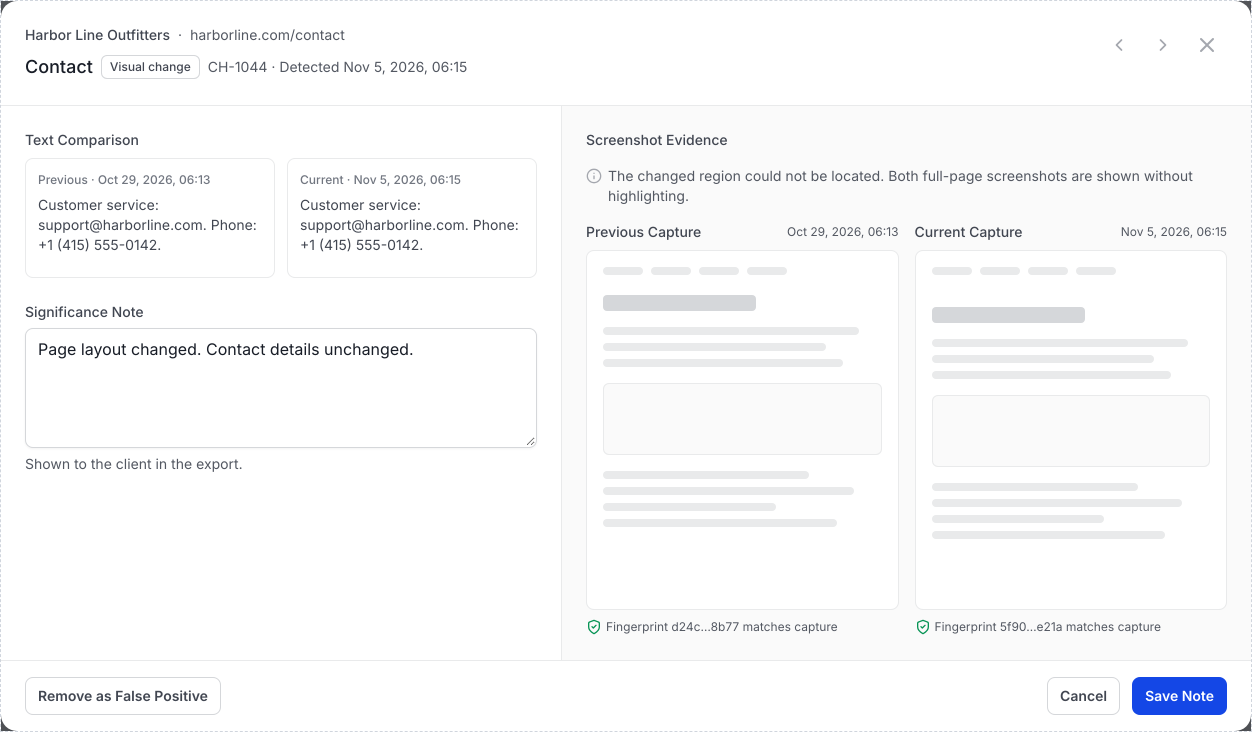 Harbor Line Outfitters · harborline.com/contact
Contact Visual change CH-1044 · Detected Nov 5, 2026, 06:15
Text Comparison
Previous · Oct 29, 2026, 06:13
Customer service:
support@harborline.com. Phone:
+1 (415) 555-0142.
Current · Nov 5, 2026, 06:15
Customer service:
support@harborline.com. Phone:
+1 (415) 555-0142.
Significance Note
Page layout changed. Contact details unchanged.
Shown to the client in the export.
Screenshot Evidence
The changed region could not be located. Both full-page screenshots are shown without
highlighting.
Previous Capture Oct 29, 2026, 06:13
Current Capture Nov 5, 2026, 06:15
Fingerprint d24c...8b77 matches capture
Fingerprint 5f90...e21a matches capture
Remove as False Positive
Cancel
Save Note